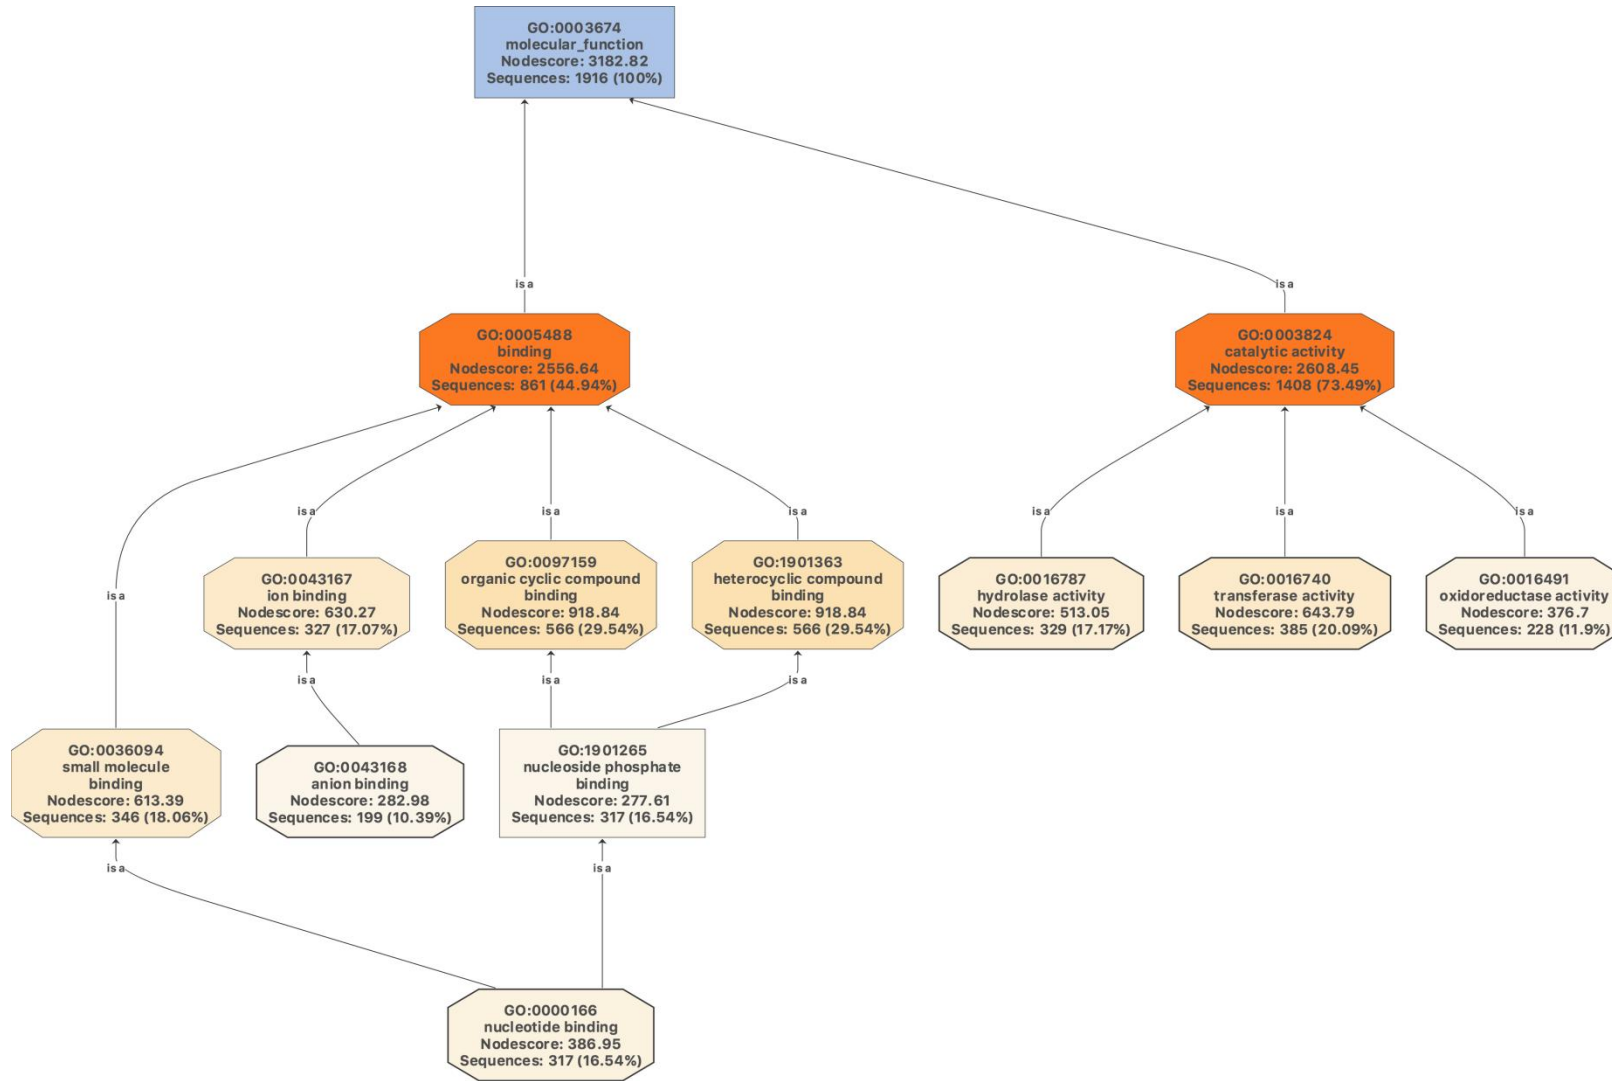 GO:0003674
molecular_function
Nodescore: 3182.82
Sequences: 1916 (100%)
is a
is a
GO:0005488
binding
Nodescore: 2556.64
Sequences: 861 (44.94%)
GO:0003824
catalytic activity
Nodescore: 2608.45
Sequences: 1408 (73.49%)
is a
is a
is a
is a
is a
is a
is a
GO:0043167
ion binding
Nodescore: 630.27
Sequences: 327 (17.07%)
GO:0097159
organic cyclic compound
binding
Nodescore: 918.84
Sequences: 566 (29.54%)
GO:1901363
heterocyclic compound
binding
Nodescore: 918.84
Sequences: 566 (29.54%)
GO:0016787
hydrolase activity
Nodescore: 513.05
Sequences: 329 (17.17%)
GO:0016740
transferase activity
Nodescore: 643.79
Sequences: 385 (20.09%)
GO:0016491
oxidoreductase activity
Nodescore: 376.7
Sequences: 228 (11.9%)
is a
is a
is a
GO:0036094
small molecule
binding
Nodescore: 613.39
Sequences: 346 (18.06%)
GO:0043168
anion binding
Nodescore: 282.98
Sequences: 199 (10.39%)
GO:1901265
nucleoside phosphate
binding
Nodescore: 277.61
Sequences: 317 (16.54%)
is a
is a
GO:0000166
nucleotide binding
Nodescore: 386.95
Sequences: 317 (16.54%)